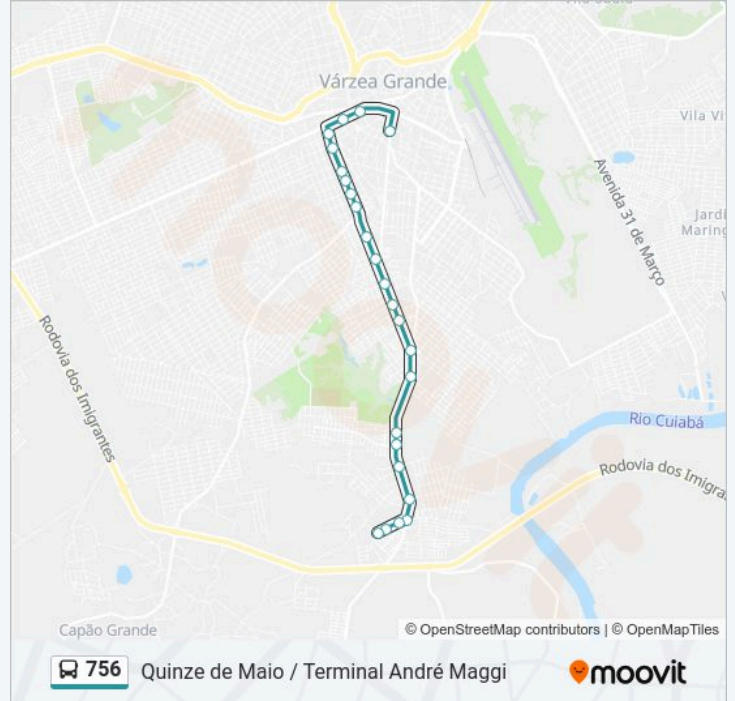 Várzea Grande
Vila Vi
Avenida 31 de Março
Jardi
Maring
Rodovia dos Imigrantes
Rio Cuiabá
Rodovia dos Imigra
Capão Grande
© OpenStreetMap contributors | © OpenMapTiles
756 Quinze de Maio / Terminal André Maggi moovit